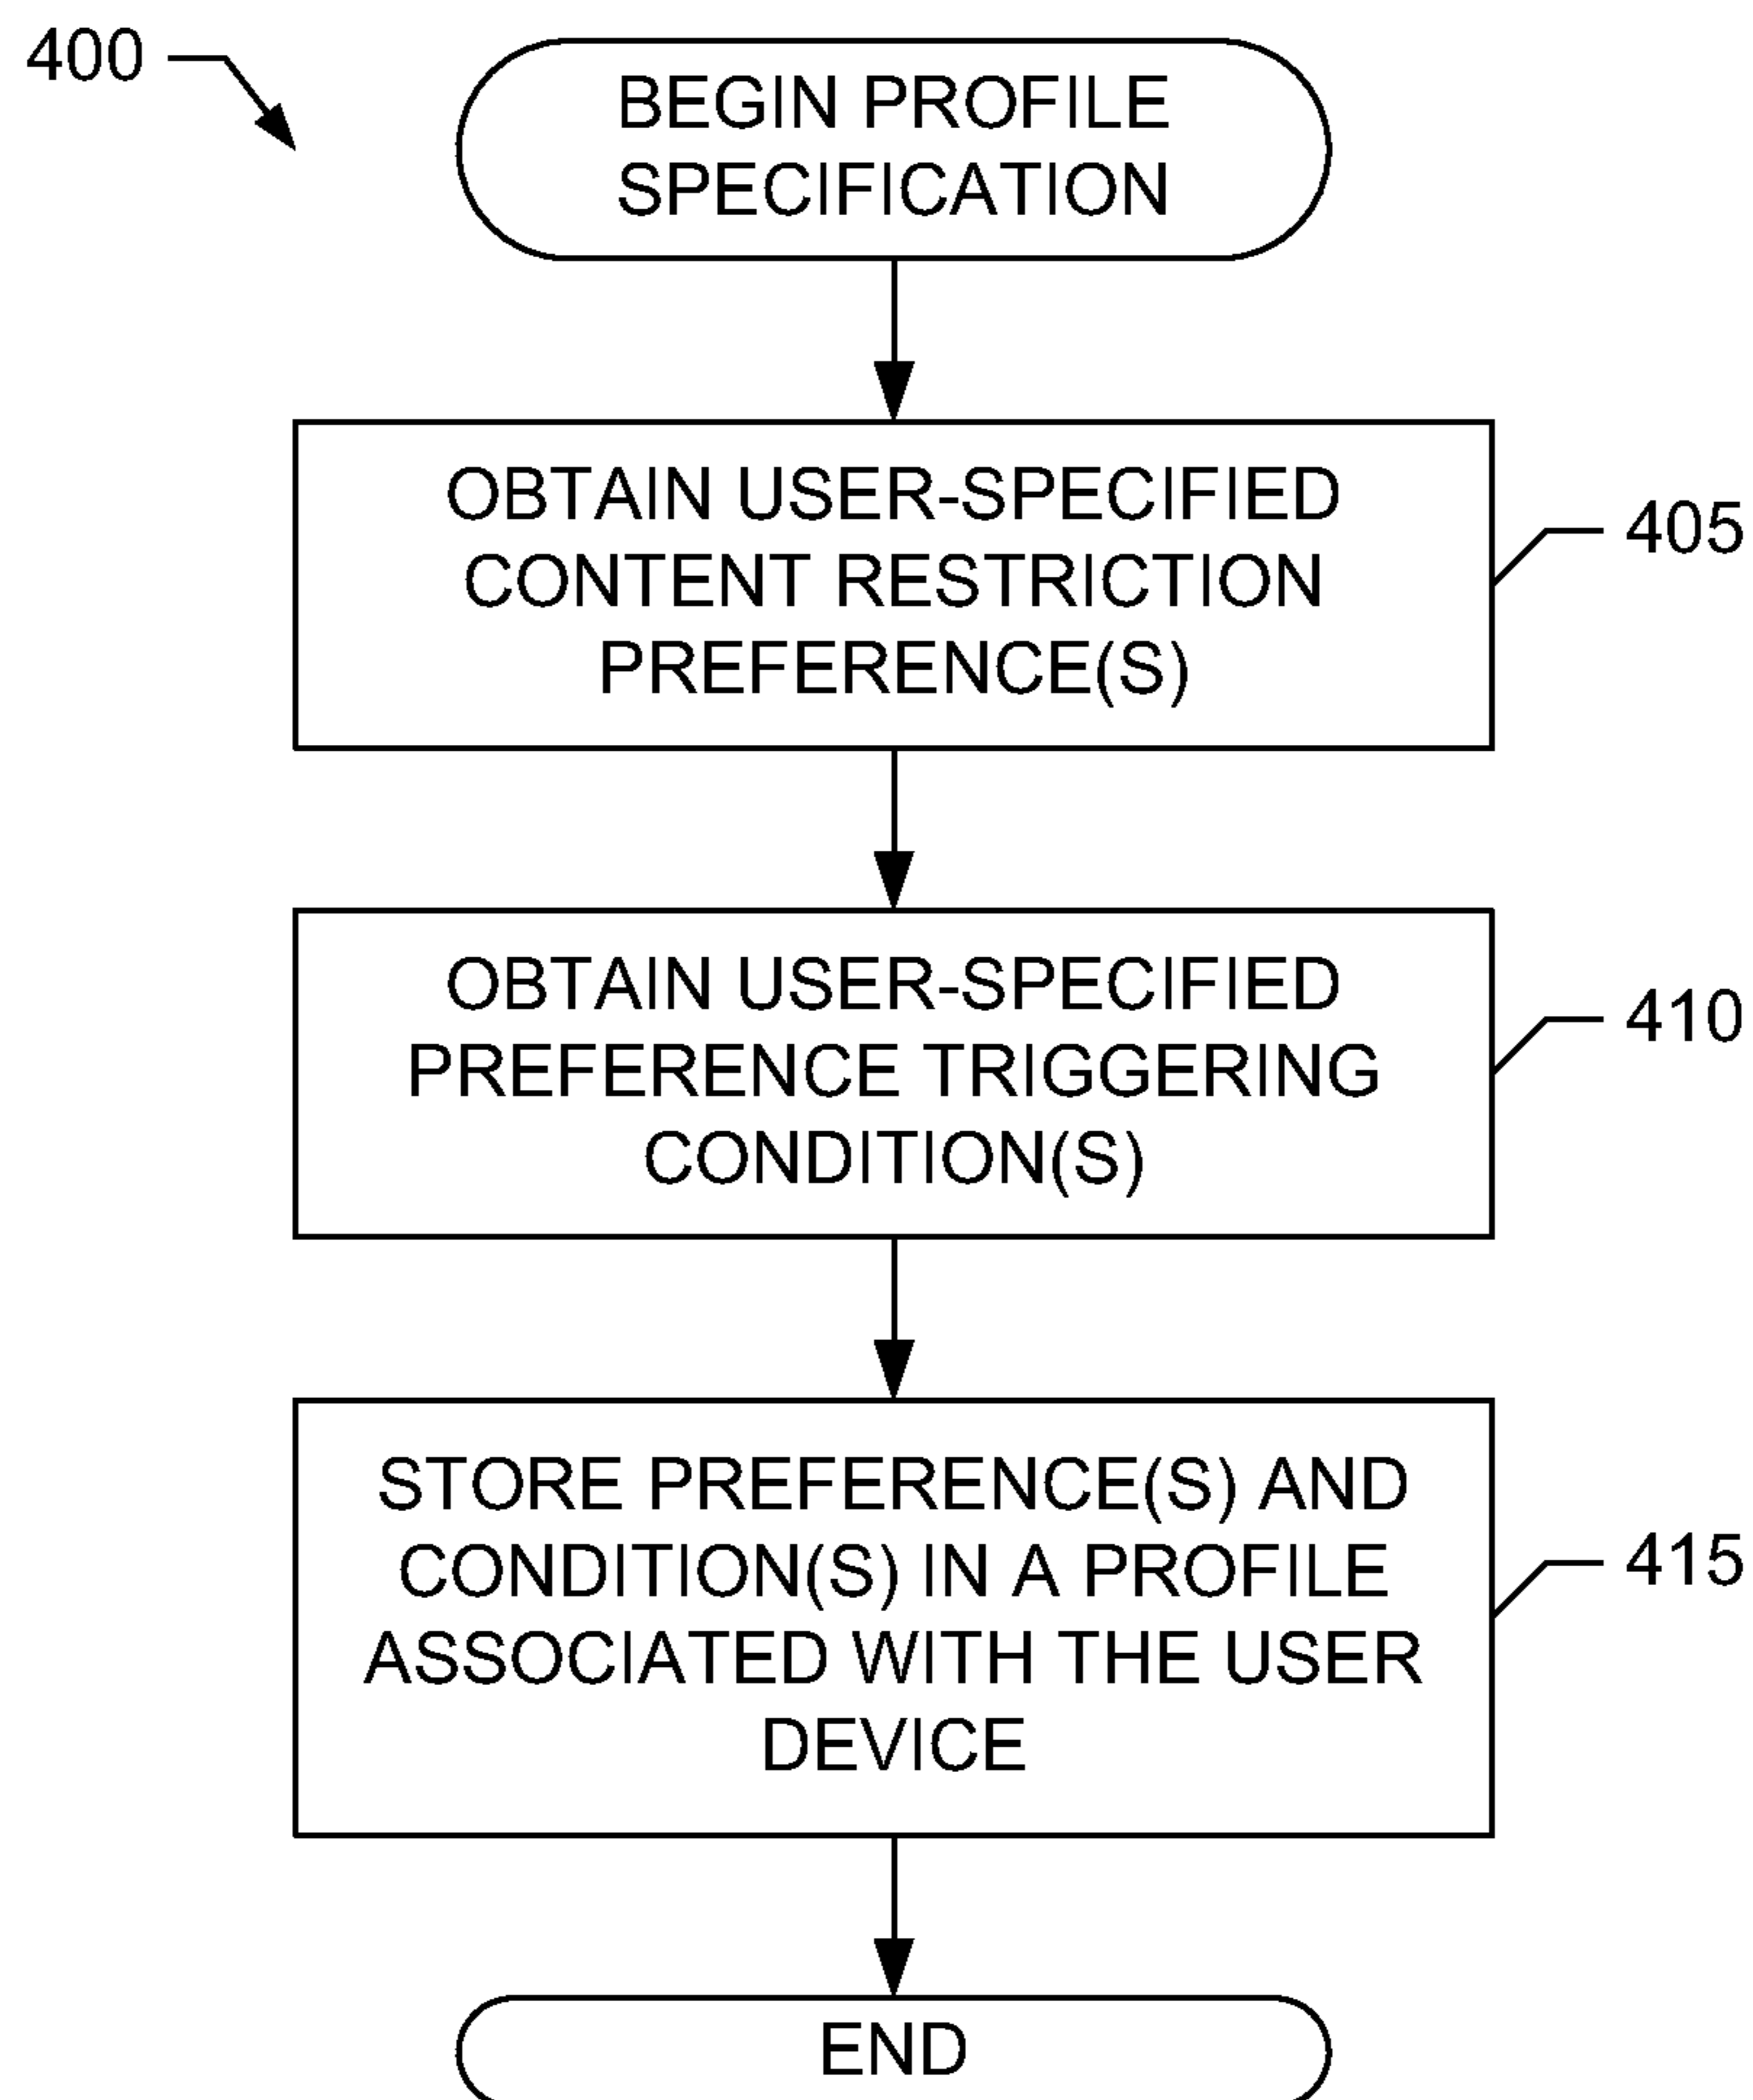 400
BEGIN PROFILE
SPECIFICATION
OBTAIN USER-SPECIFIED
CONTENT RESTRICTION
PREFERENCE(S)
405
OBTAIN USER-SPECIFIED
PREFERENCE TRIGGERING
CONDITION(S)
410
STORE PREFERENCE(S) AND
CONDITION(S) IN A PROFILE
ASSOCIATED WITH THE USER
DEVICE
415
END